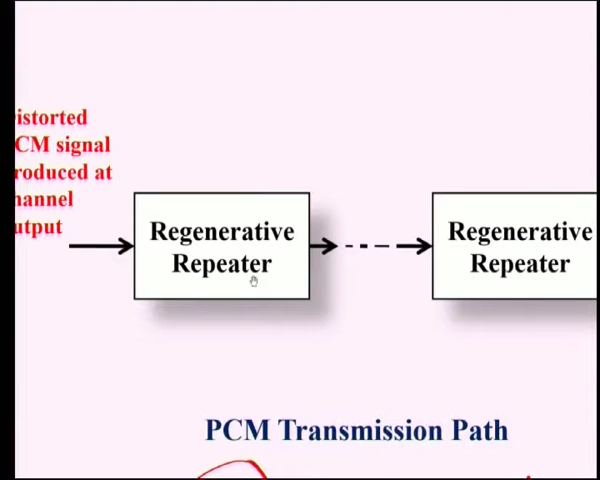 istorted
CM signal
roduced at
hannel
utput
Regenerative
Repeater
Regenerative
Repeater
PCM Transmission Path